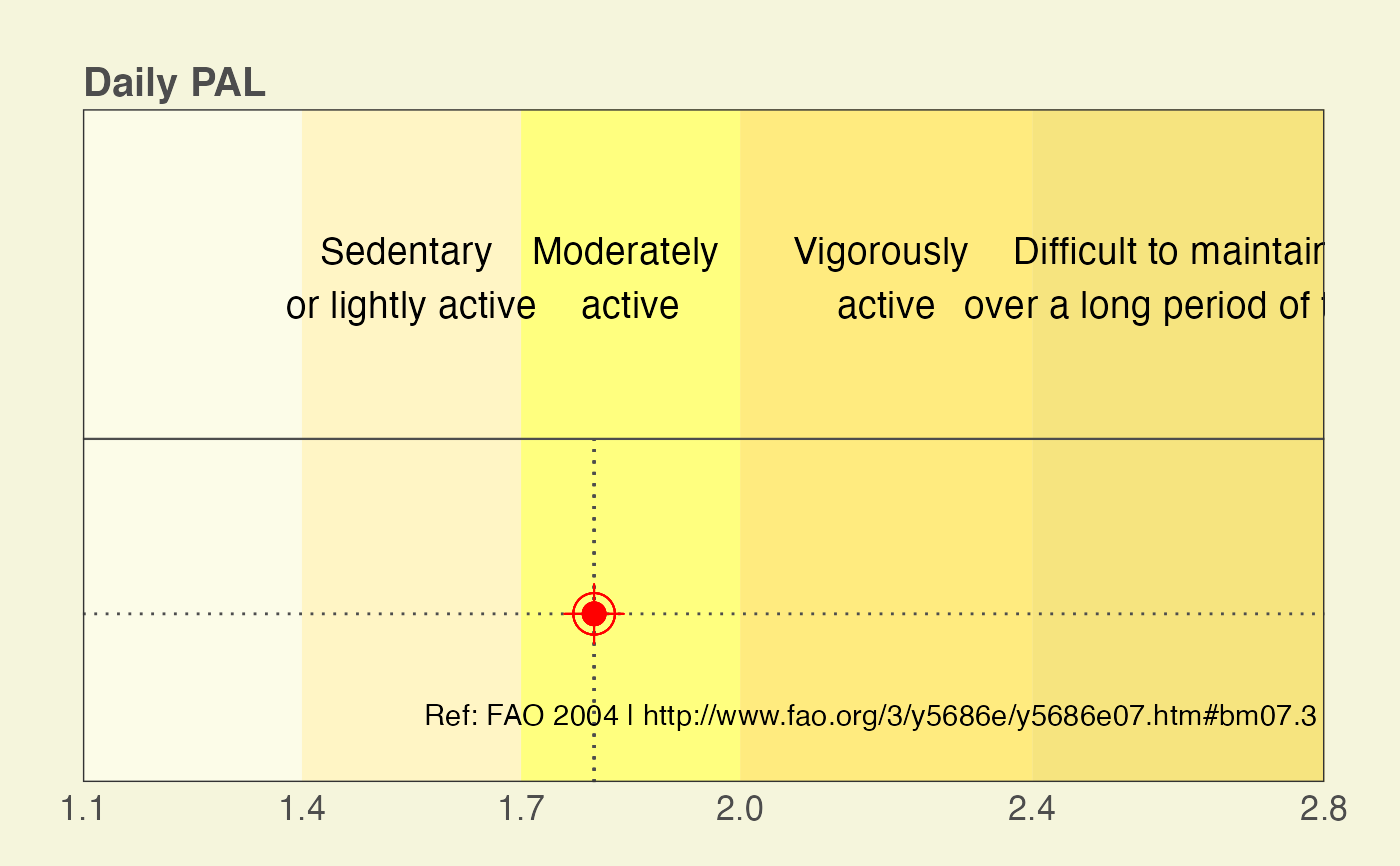 Daily PAL
Sedentary
or lightly active
Moderately
active
Vigorously
active
Difficult to maintain
over a long period of
Ref: FAO 2004 | http://www.fao.org/3/y5686e/y5686e07.htm#bm07.3
1.1 1.4 1.7 2.0 2.4 2.8